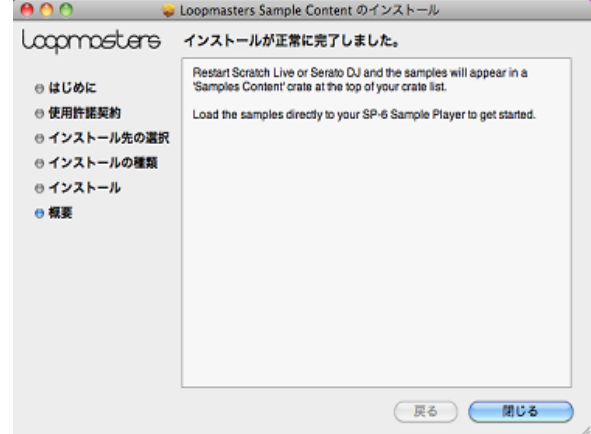 Loopmasters Sample Content のインストール
Loopmasters
インストールが正常に完了しました。
はじめに
使用許諾契約
インストール先の選択
インストールの種類
インストール
概要
Restart Scratch Live or Serato DJ and the samples will appear in a
'Samples Content' crate at the top of your crate list.
Load the samples directly to your SP-6 Sample Player to get started.
戻る
閉じる